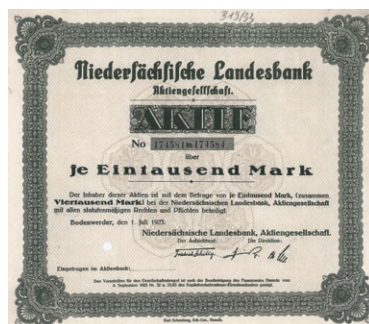 319/33
Niedersächsische Landesbank
Aktiengesellschaft.
AKTIE
No 174581 bis 174584
über
Je Eintausend Mark
Der Inhaber dieser Aktien ist mit dem Betrage von je Eintausend Mark, (zusammen
Viertausend Mark) bei der Niedersächsischen Landesbank, Aktiengesellschaft
mit allen statutenmäßigen Rechten und Pflichten beteiligt.
Bodenwerder, den 1. Juli 1923.
Niedersächsische Landesbank, Aktiengesellschaft.
Der Aufsichtsrat: Die Direktion:
Eingetragen im Aktienbuch: